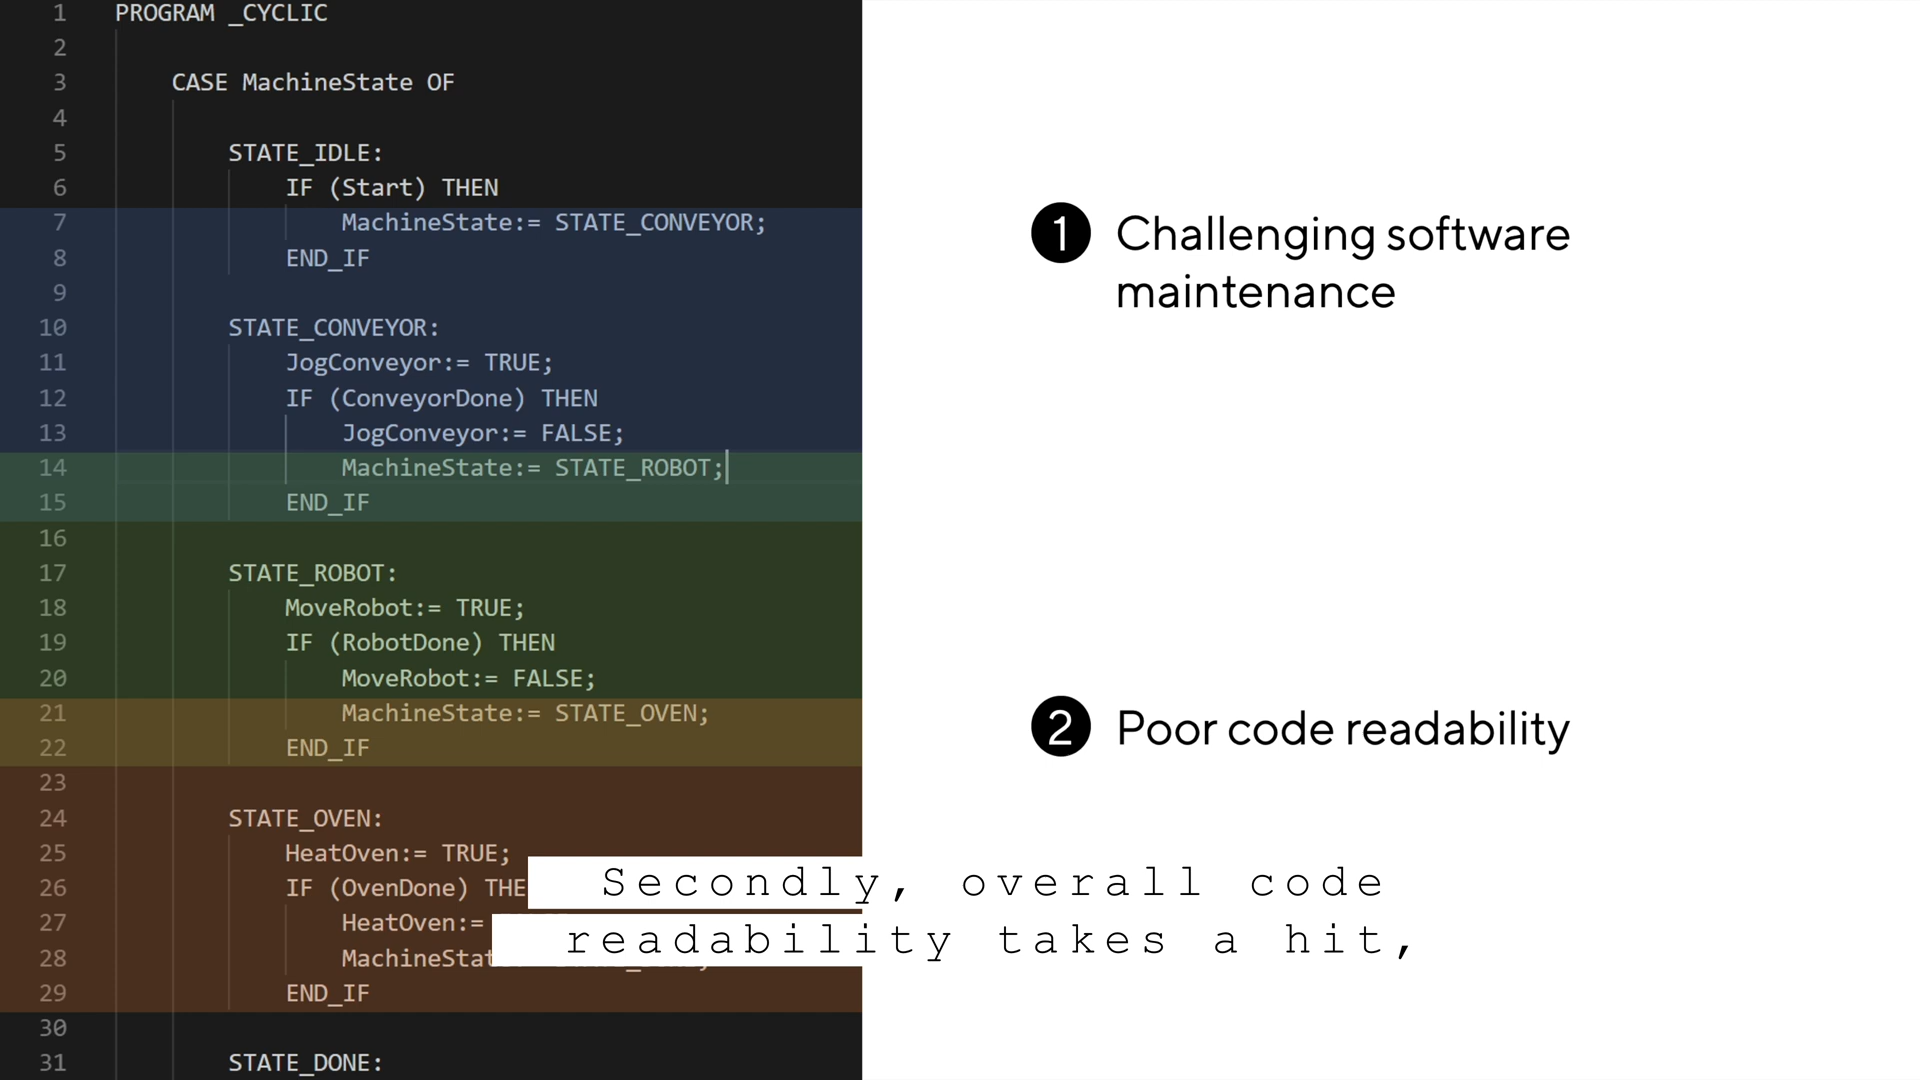 1 PROGRAM _CYCLIC
2
3 CASE MachineState OF
4
5 STATE_IDLE:
6 IF (Start) THEN
7 MachineState:= STATE_CONVEYOR;
8 END_IF
9
10 STATE_CONVEYOR:
11 JogConveyor:= TRUE;
12 IF (ConveyorDone) THEN
13 JogConveyor:= FALSE;
14 MachineState:= STATE_ROBOT;
15 END_IF
16
17 STATE_ROBOT:
18 MoveRobot:= TRUE;
19 IF (RobotDone) THEN
20 MoveRobot:= FALSE;
21 MachineState:= STATE_OVEN;
22 END_IF
23
24 STATE_OVEN:
25 HeatOven:= TRUE;
26 IF (OvenDone) THE
27 HeatOven:=
28 MachineStat
29 END_IF
30
31 STATE_DONE:
1 Challenging software
maintenance
2 Poor code readability
Secondly, overall code
readability takes a hit,